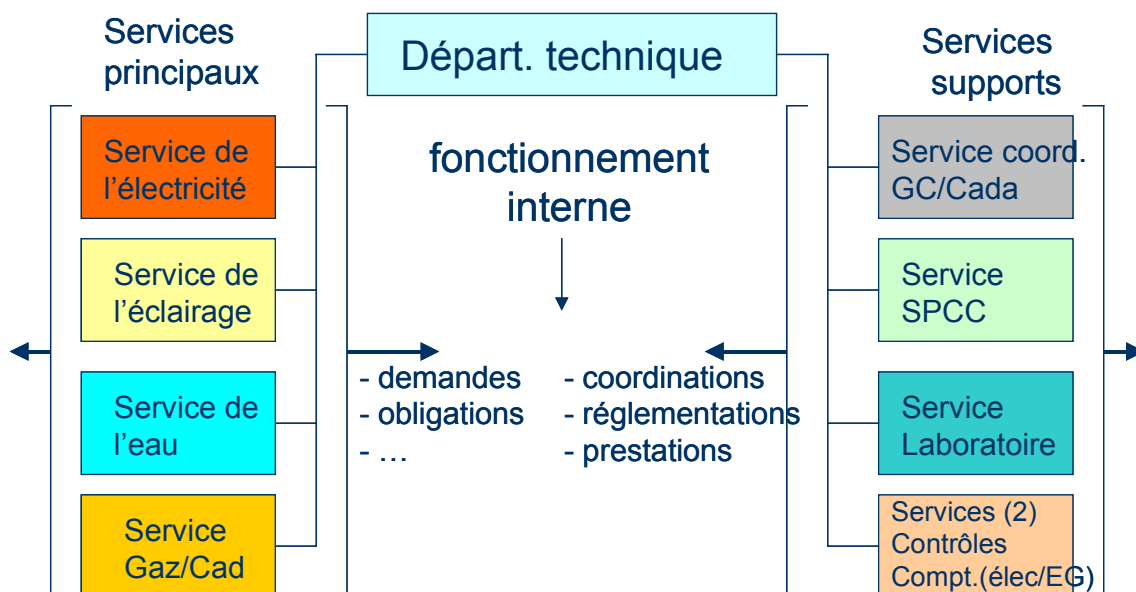 Services
principaux
Départ. technique
Services
supports
Service de
l’électricité
Service de
l’éclairage
Service de
l’eau
Service
Gaz/Cad
fonctionnement
interne
- demandes
- obligations
- …
- coordinations
- réglementations
- prestations
Service coord.
GC/Cada
Service
SPCC
Service
Laboratoire
Services (2)
Contrôles
Compt.(élec/EG)